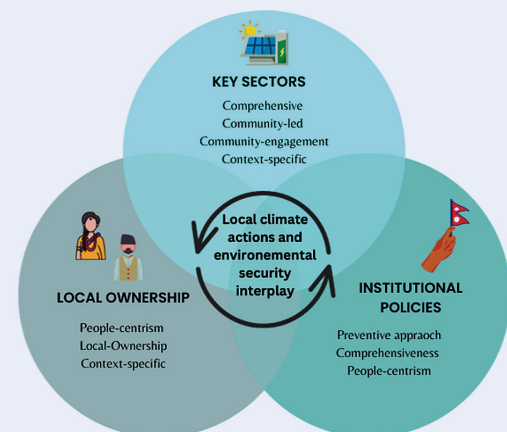 KEY SECTORS
Comprehensive
Community-led
Community-engagement
Context-specific
Local climate
actions and
environemental
security
interplay
LOCAL OWNERSHIP
People-centrism
Local-Ownership
Context-specific
INSTITUTIONAL
POLICIES
Preventive appraoch
Comprehensiveness
People-centrism